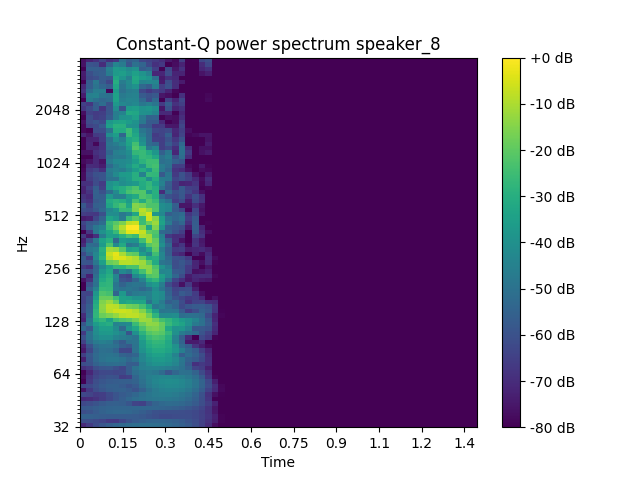 Constant-Q power spectrum speaker_8
Hz
2048
1024
512
256
128
64
32
0 0.15 0.3 0.45 0.6 0.75 0.9 1.1 1.2 1.4
Time
+0 dB
-10 dB
-20 dB
-30 dB
-40 dB
-50 dB
-60 dB
-70 dB
-80 dB